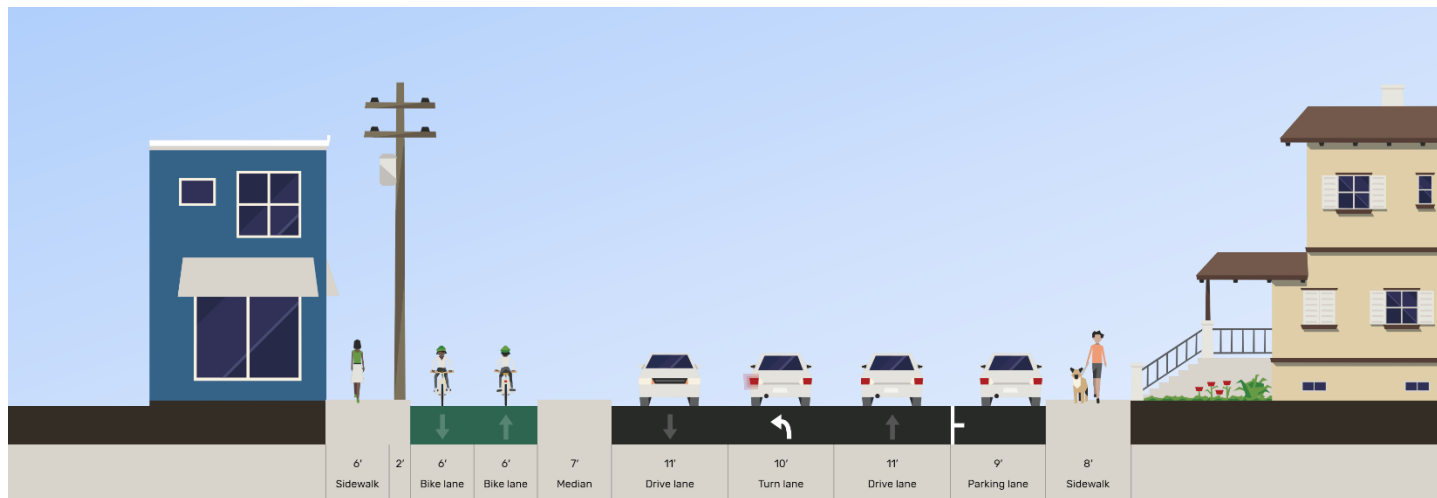 6' 2' 6' 6' 7' 11' 10' 11' 9' 8'
Sidewalk Bike lane Bike lane Median Drive lane Turn lane Drive lane Parking lane Sidewalk